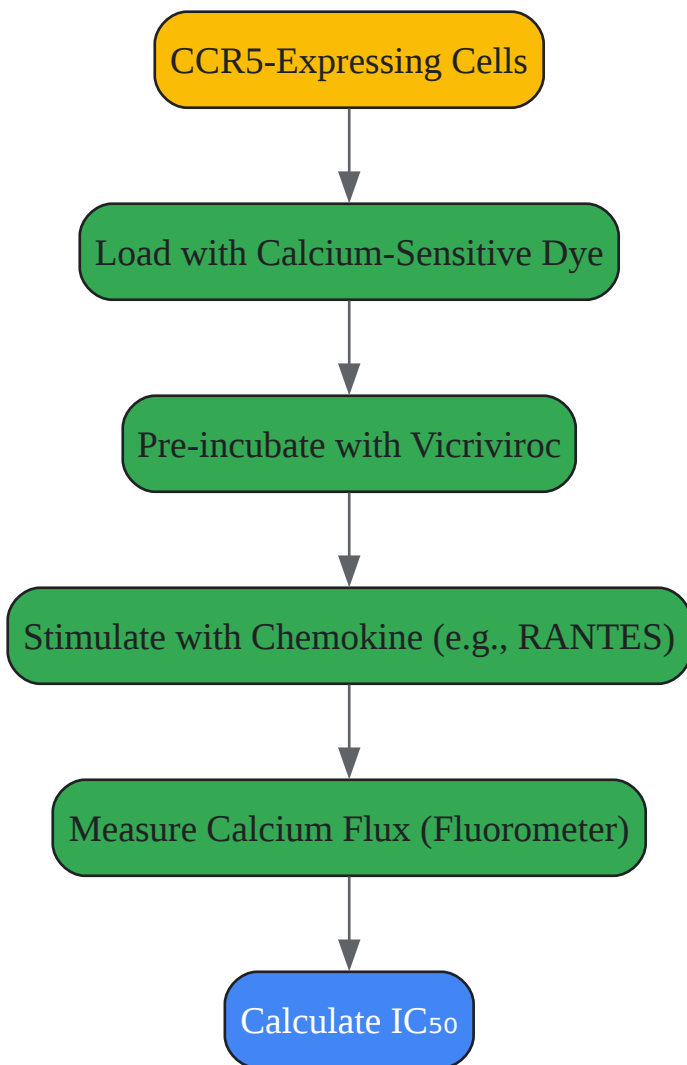 CCR5-Expressing Cells
Load with Calcium-Sensitive Dye
Pre-incubate with Vicriviroc
Stimulate with Chemokine (e.g., RANTES)
Measure Calcium Flux (Fluorometer)
Calculate IC₅₀